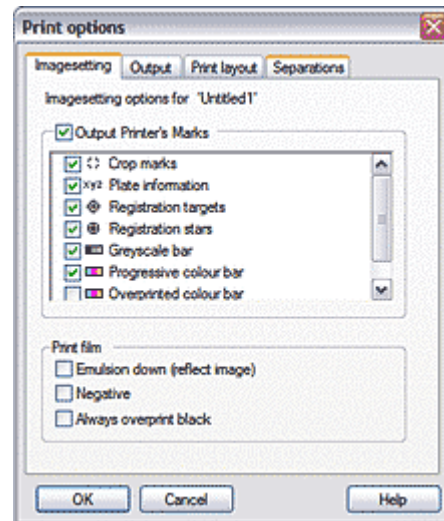 Print options
Imagesetting Output Print layout Separations
Imagesetting options for "Untitled1"
Output Printer's Marks
Crop marks
xyz Plate information
Registration targets
Registration stars
Greyscale bar
Progressive colour bar
Overprinted colour bar
Print film
Emulsion down (reflect image)
Negative
Always overprint black
OK Cancel Help